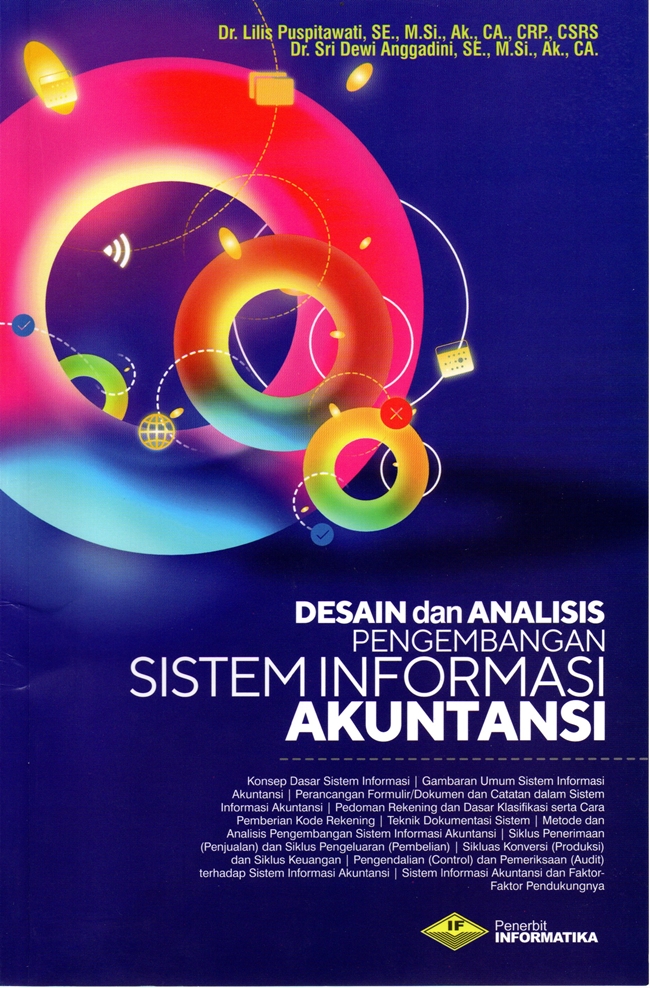 Dr. Lilis Puspitawati, SE., M.Si., Ak., CA., CRP., CSRS
Dr. Sri Dewi Anggadini, SE., M.Si., Ak., CA.
DESAIN dan ANALISIS
PENGEMBANGAN
SISTEM INFORMASI
AKUNTANSI
Konsep Dasar Sistem Informasi | Gambaran Umum Sistem Informasi
Akuntansi | Perancangan Formulir/Dokumen dan Catatan dalam Sistem
Informasi Akuntansi | Pedoman Rekening dan Dasar Klasifikasi serta Cara
Pemberian Kode Rekening | Teknik Dokumentasi Sistem | Metode dan
Analisis Pengembangan Sistem Informasi Akuntansi | Siklus Penerimaan
(Penjualan) dan Siklus Pengeluaran (Pembelian) | Sikluas Konversi (Produksi)
dan Siklus Keuangan | Pengendalian (Control) dan Pemeriksaan (Audit)
terhadap Sistem Informasi Akuntansi | Sistem Informasi Akuntansi dan Faktor-
Faktor Pendukungnya
IF
Penerbit
INFORMATIKA